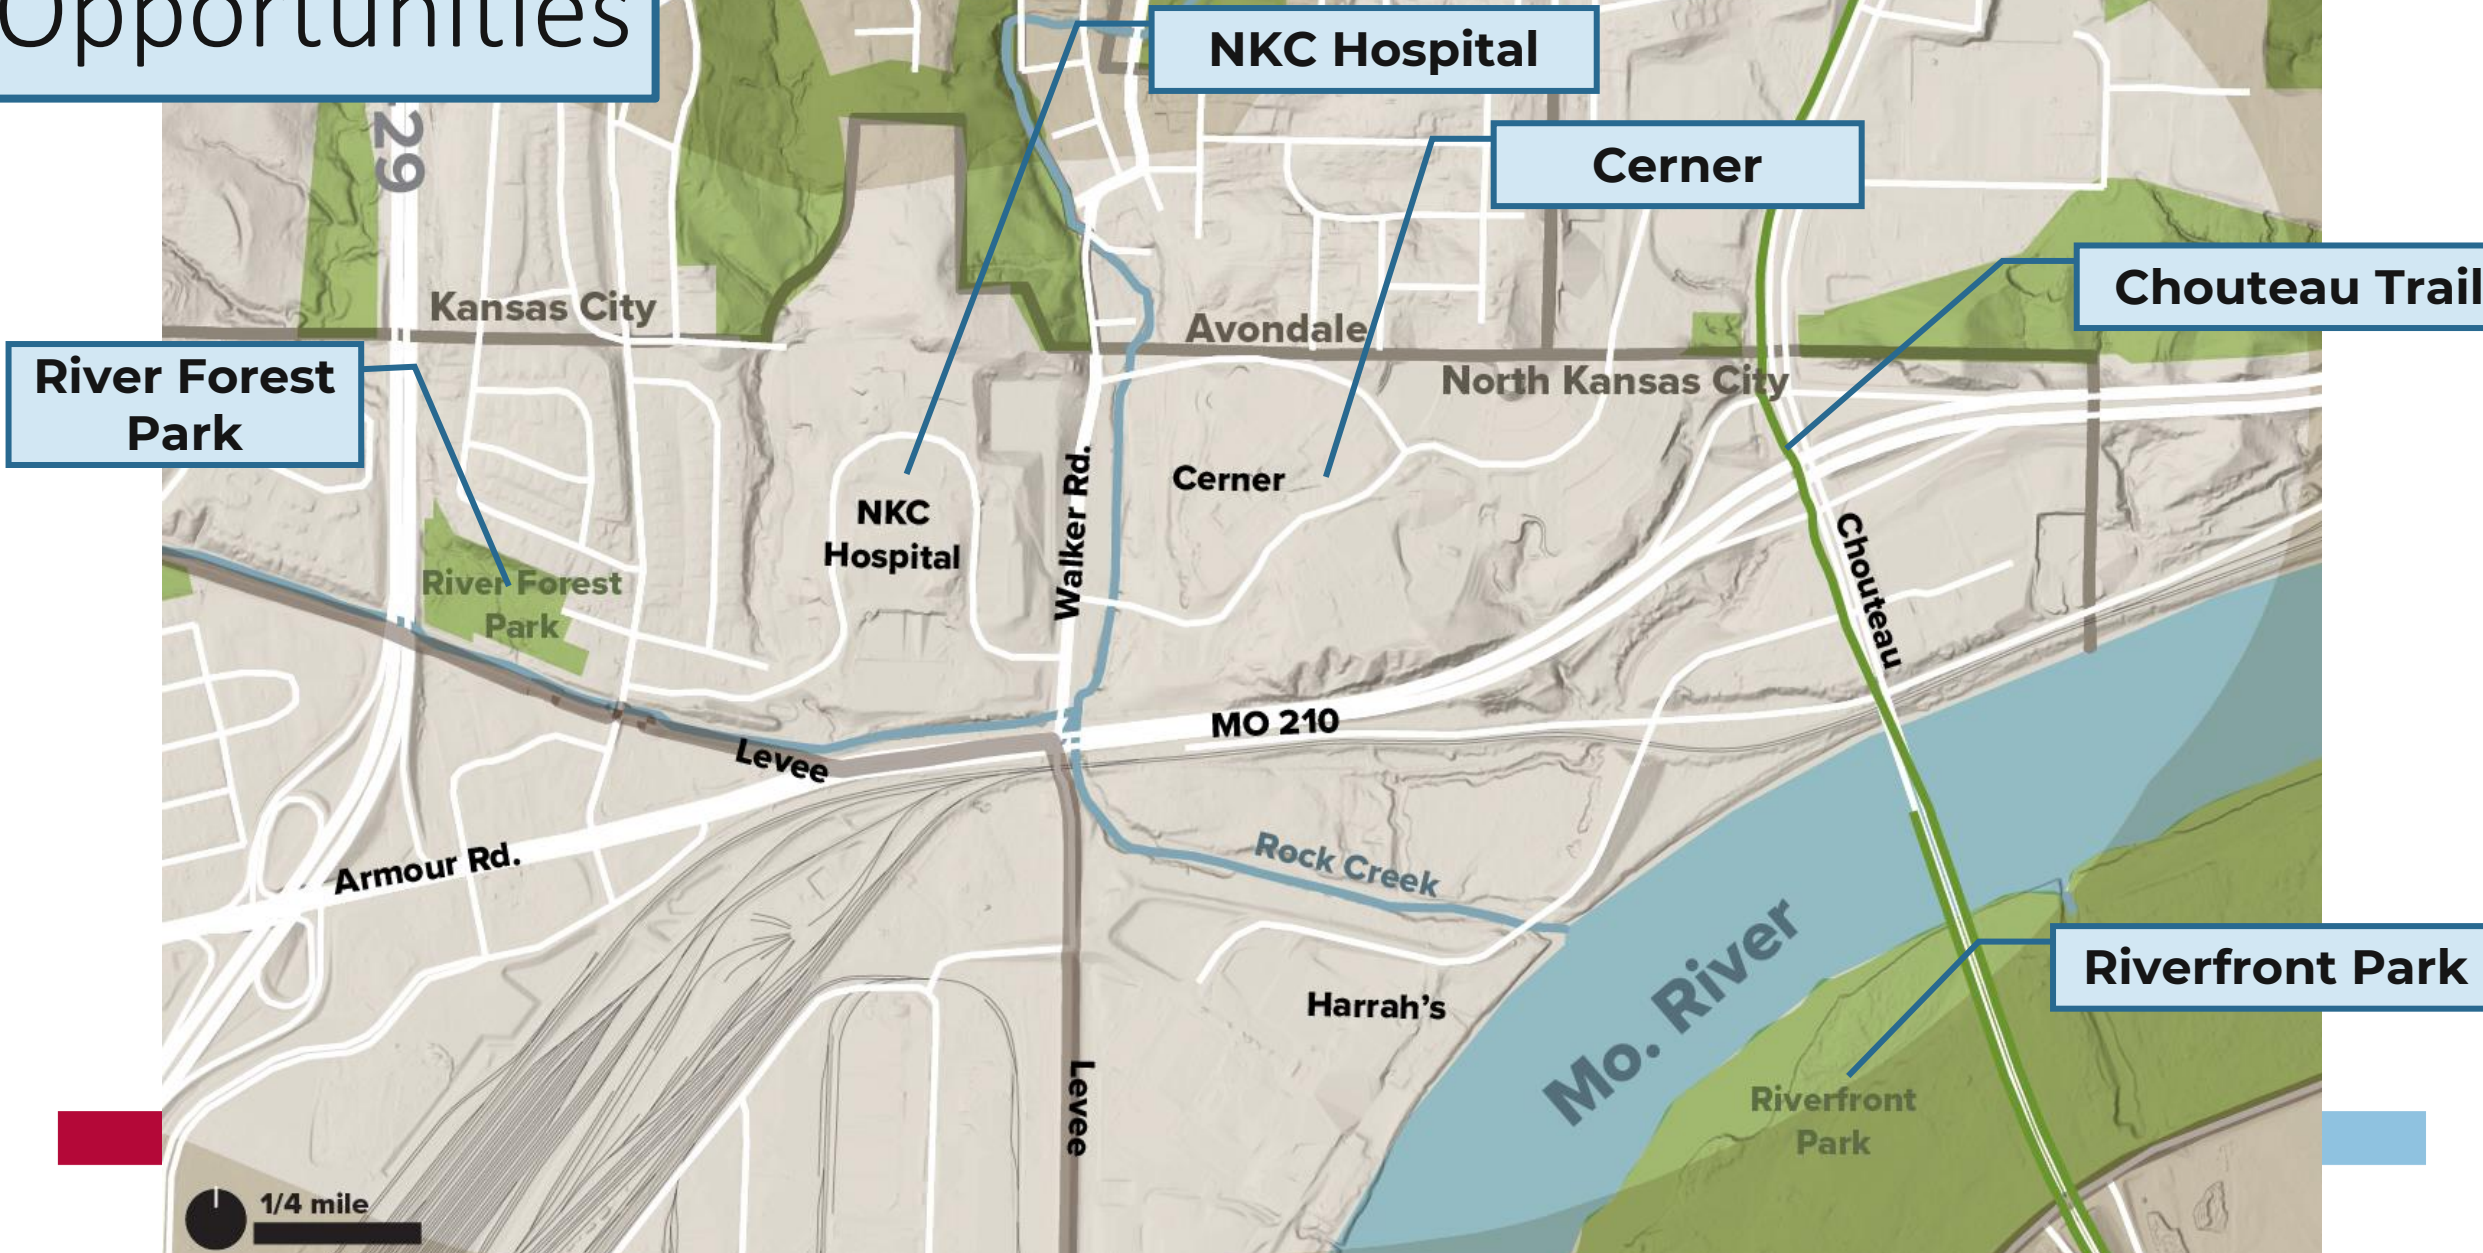 Opportunities
NKC Hospital
Cerner
Chouteau Trail
River Forest
Park
Riverfront Park
29
Kansas City
Avondale
North Kansas City
NKC
Hospital
Walker Rd.
Cerner
River Forest
Park
Chouteau
MO 210
Levee
Armour Rd.
Rock Creek
Harrah's
Mo. River
Levee
Riverfront
Park
1/4 mile